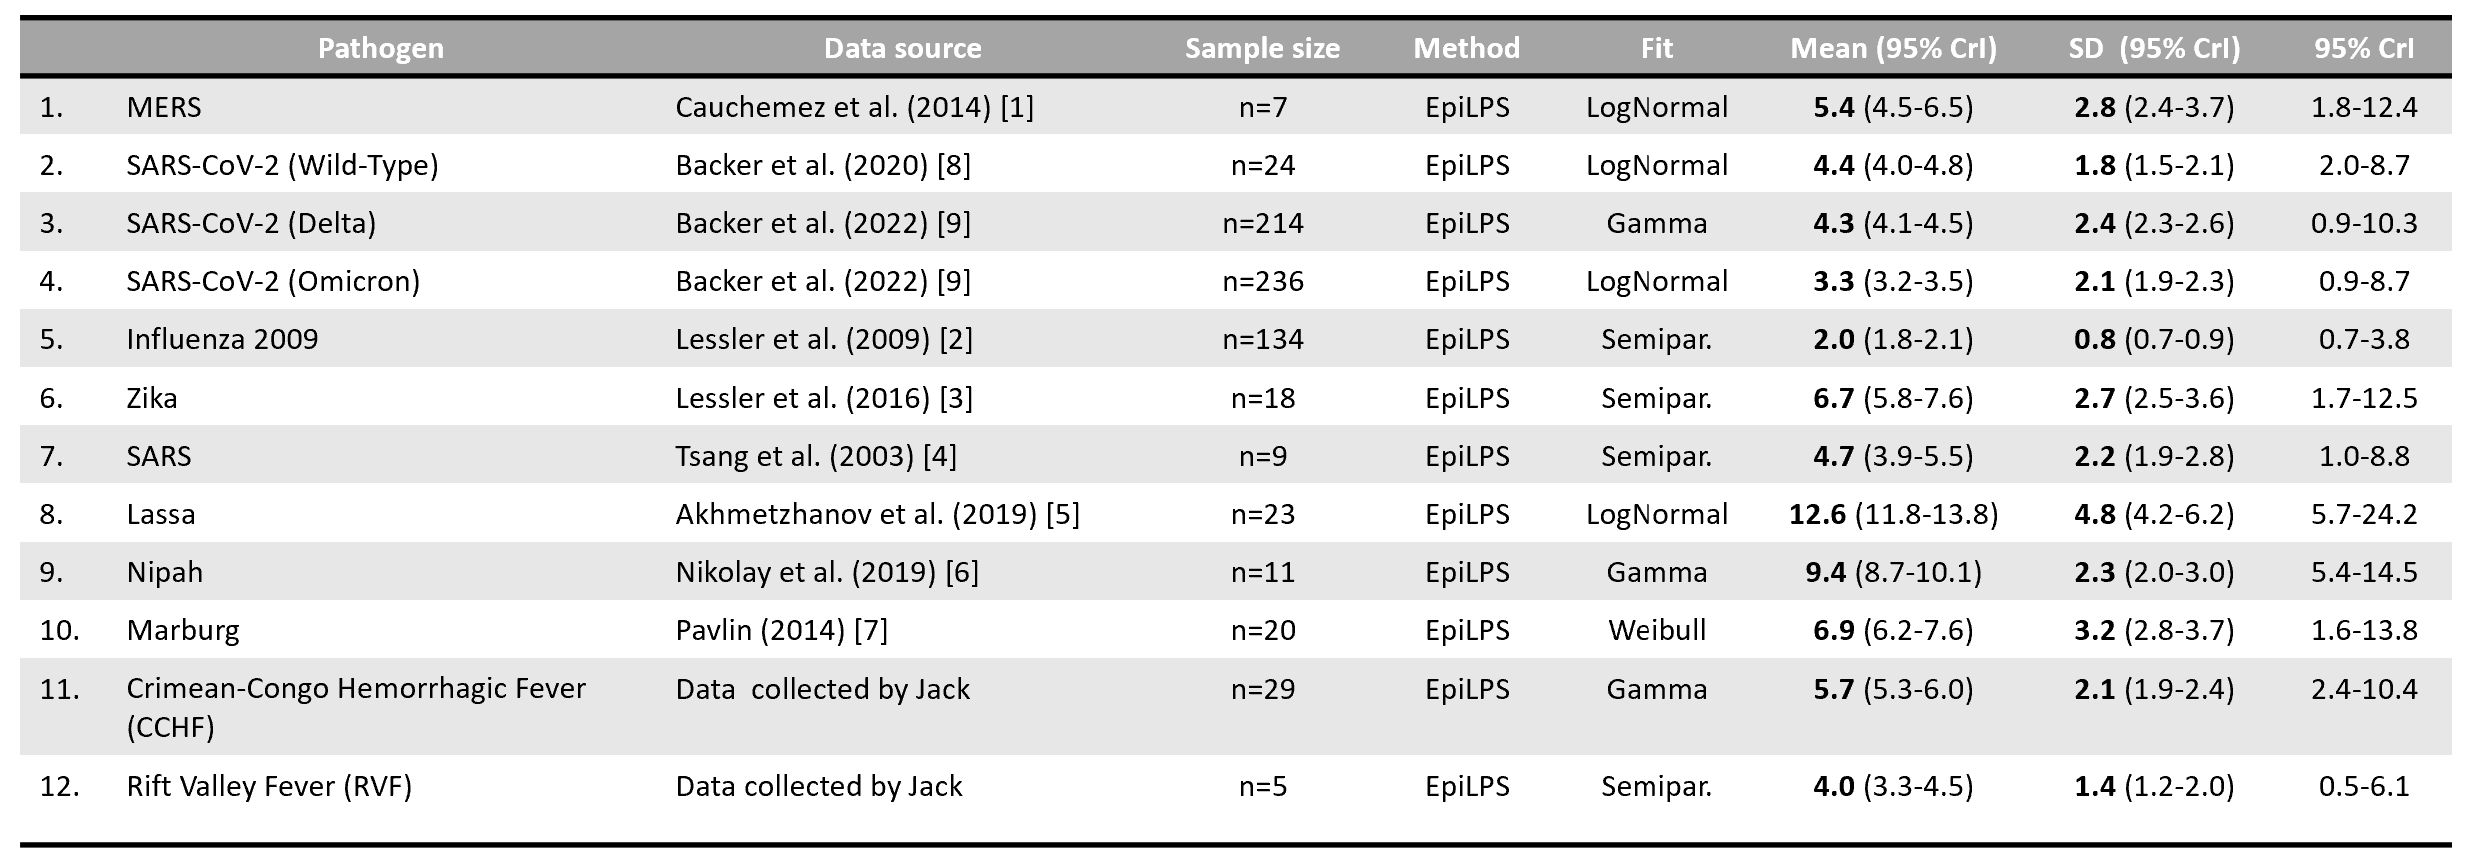 Pathogen Data source Sample size Method Fit Mean (95% CrI) SD (95% CrI) 95% CrI
1. MERS Cauchemez et al. (2014) [1] n=7 EpiLPS LogNormal 5.4 (4.5-6.5) 2.8 (2.4-3.7) 1.8-12.4
2. SARS-CoV-2 (Wild-Type) Backer et al. (2020) [8] n=24 EpiLPS LogNormal 4.4 (4.0-4.8) 1.8 (1.5-2.1) 2.0-8.7
3. SARS-CoV-2 (Delta) Backer et al. (2022) [9] n=214 EpiLPS Gamma 4.3 (4.1-4.5) 2.4 (2.3-2.6) 0.9-10.3
4. SARS-CoV-2 (Omicron) Backer et al. (2022) [9] n=236 EpiLPS LogNormal 3.3 (3.2-3.5) 2.1 (1.9-2.3) 0.9-8.7
5. Influenza 2009 Lessler et al. (2009) [2] n=134 EpiLPS Semipar. 2.0 (1.8-2.1) 0.8 (0.7-0.9) 0.7-3.8
6. Zika Lessler et al. (2016) [3] n=18 EpiLPS Semipar. 6.7 (5.8-7.6) 2.7 (2.5-3.6) 1.7-12.5
7. SARS Tsang et al. (2003) [4] n=9 EpiLPS Semipar. 4.7 (3.9-5.5) 2.2 (1.9-2.8) 1.0-8.8
8. Lassa Akhmetzhanov et al. (2019) [5] n=23 EpiLPS LogNormal 12.6 (11.8-13.8) 4.8 (4.2-6.2) 5.7-24.2
9. Nipah Nikolay et al. (2019) [6] n=11 EpiLPS Gamma 9.4 (8.7-10.1) 2.3 (2.0-3.0) 5.4-14.5
10. Marburg Pavlin (2014) [7] n=20 EpiLPS Weibull 6.9 (6.2-7.6) 3.2 (2.8-3.7) 1.6-13.8
11. Crimean-Congo Hemorrhagic Fever Data collected by Jack n=29 EpiLPS Gamma 5.7 (5.3-6.0) 2.1 (1.9-2.4) 2.4-10.4
(CCHF)
12. Rift Valley Fever (RVF) Data collected by Jack n=5 EpiLPS Semipar. 4.0 (3.3-4.5) 1.4 (1.2-2.0) 0.5-6.1